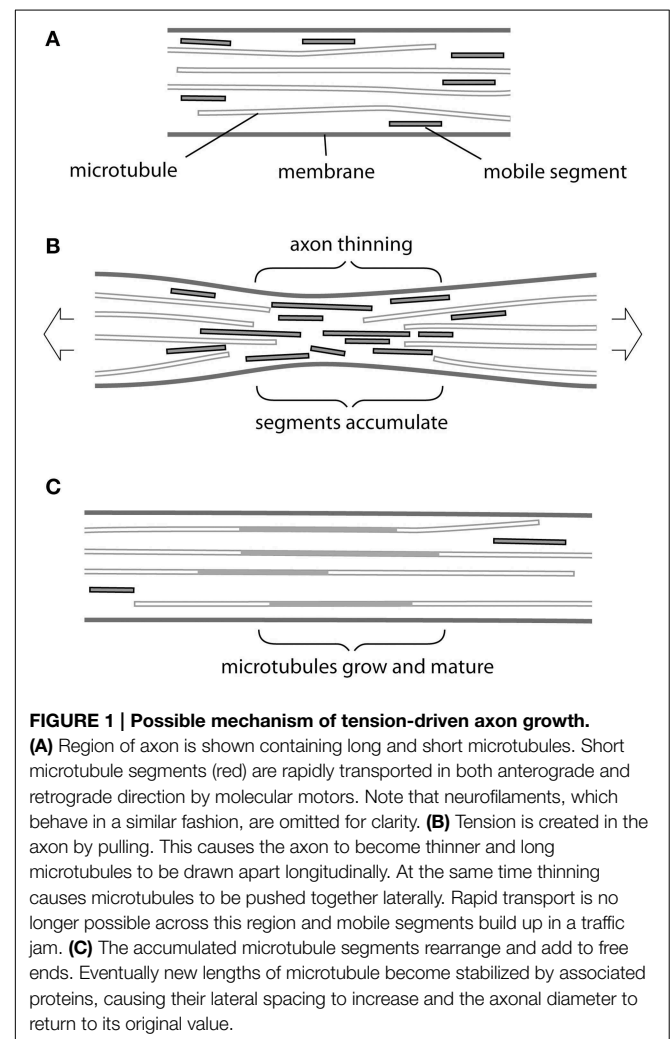 A
microtubule membrane mobile segment
B
axon thinning
segments accumulate
C
microtubules grow and mature
FIGURE 1 | Possible mechanism of tension-driven axon growth.
(A) Region of axon is shown containing long and short microtubules. Short
microtubule segments (red) are rapidly transported in both anterograde and
retrograde direction by molecular motors. Note that neurofilaments, which
behave in a similar fashion, are omitted for clarity. (B) Tension is created in the
axon by pulling. This causes the axon to become thinner and long
microtubules to be drawn apart longitudinally. At the same time thinning
causes microtubules to be pushed together laterally. Rapid transport is no
longer possible across this region and mobile segments build up in a traffic
jam. (C) The accumulated microtubule segments rearrange and add to free
ends. Eventually new lengths of microtubule become stabilized by associated
proteins, causing their lateral spacing to increase and the axonal diameter to
return to its original value.